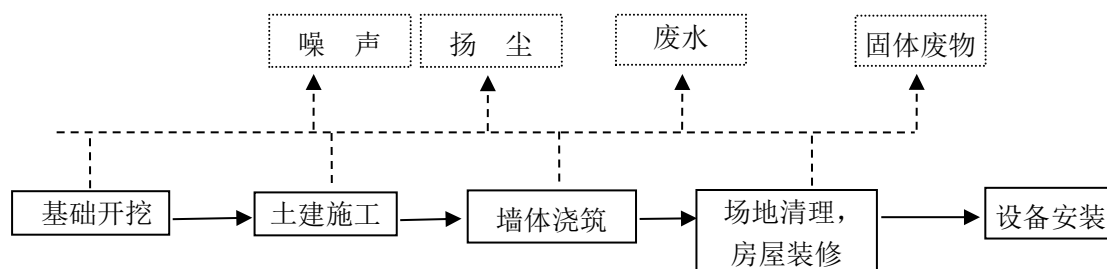 噪 声
扬 尘
废水
固体废物
基础开挖
土建施工
墙体浇筑
场地清理，
房屋装修
设备安装